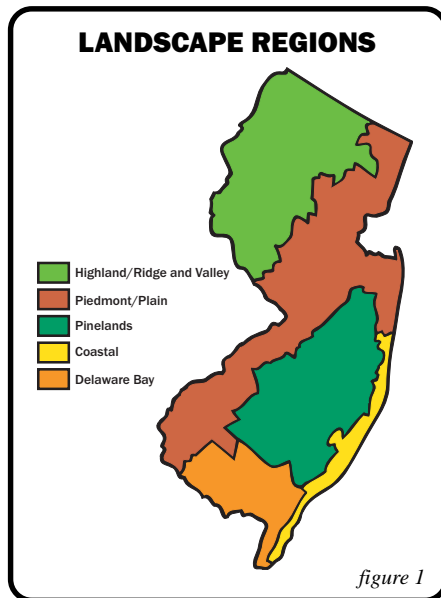 LANDSCAPE REGIONS
Highland/Ridge and Valley
Piedmont/Plain
Pinelands
Coastal
Delaware Bay
figure 1